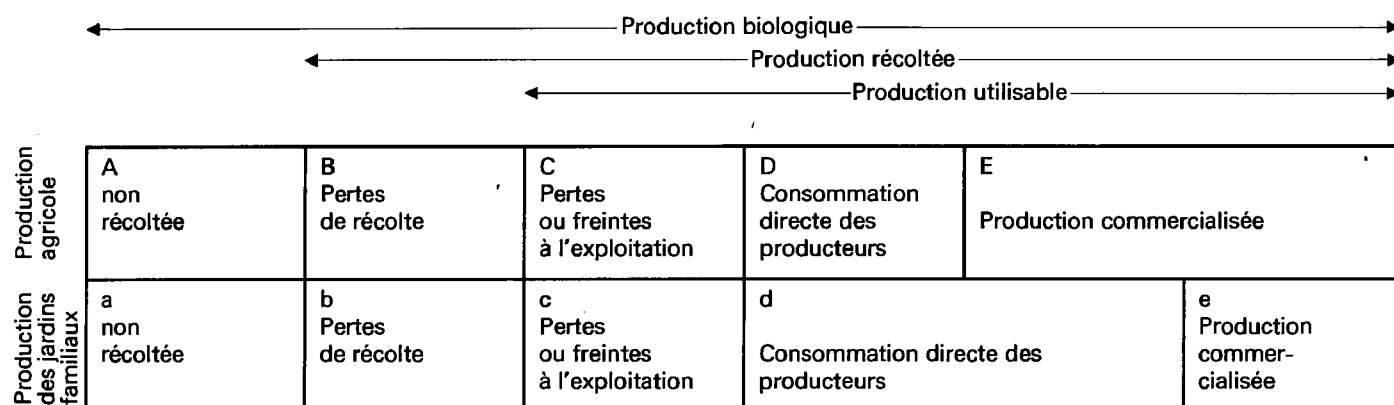 Production biologique
Production récoltée
Production utilisable
Production
agricole
A
non
récoltée
B
Pertes
de récolte
C
Pertes
ou freintes
à l'exploitation
D
Consommation
directe des
producteurs
E
Production commercialisée
Production
des jardins
familiaux
a
non
récoltée
b
Pertes
de récolte
c
Pertes
ou freintes
à l'exploitation
d
Consommation directe des
producteurs
e
Production
commer-
cialisée